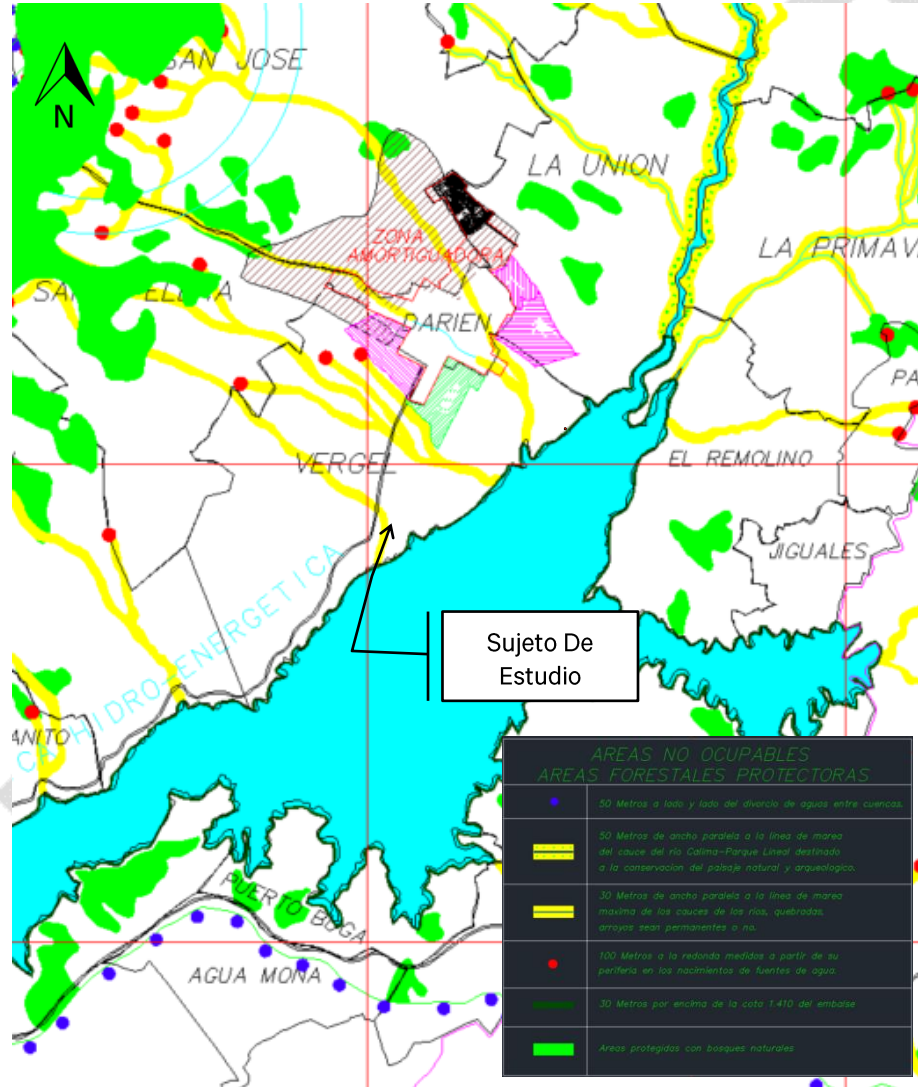 SAN JOSE
N
LA UNION
ZONA
AMORTIGUADORA
LA PRIMAV
DARIEN
PA
VERGEL
EL REMOLINO
JIGUALES
CA HIDRO-ENERGETICA
Sujeto De
Estudio
ANITO
PUERTO BUGA
AGUA MONA
AREAS NO OCUPABLES
AREAS FORESTALES PROTECTORAS
50 Metros a lado y lado del divorcio de aguas entre cuencas.
50 Metros de ancho paralela a la linea de marea
del cauce del río Calima-Parque Lineal destinado
a la conservacion del paisaje natural y arqueologico.
30 Metros de ancho paralela a la linea de marea
maxima de los cauces de los rios, quebradas,
arroyos sean permanentes o no.
100 Metros a la redonda medidos a partir de su
periferia en los nacimientos de fuentes de agua.
30 Metros por encima de la cota 1.410 del embalse
Areas protegidas con bosques naturales